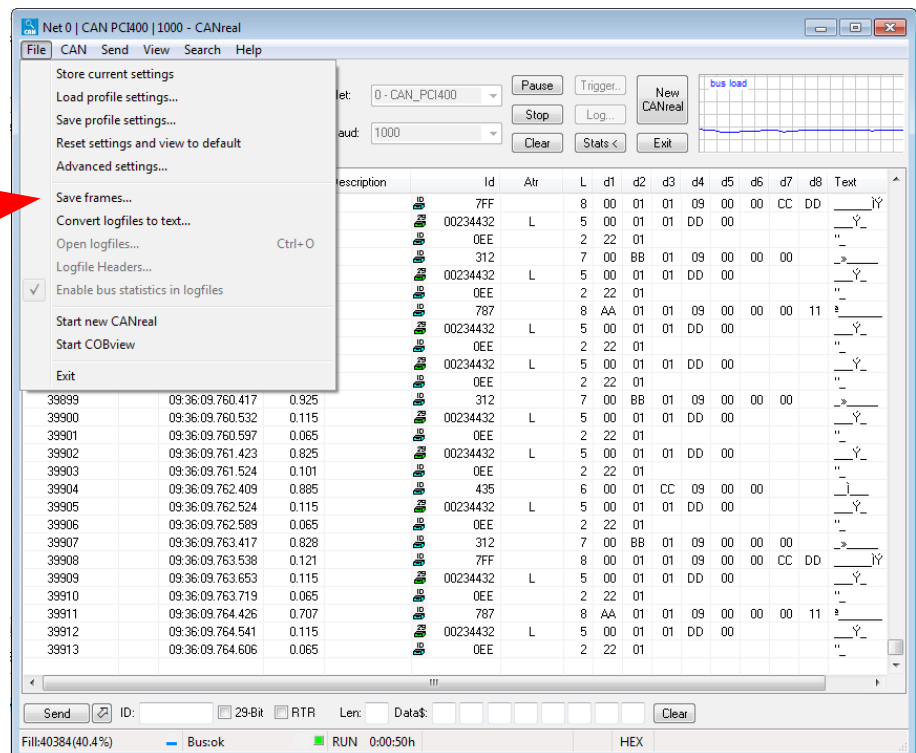 Net 0 | CAN PCI400 | 1000 - CANreal
File CAN Send View Search Help
Store current settings
Load profile settings...
Save profile settings...
Reset settings and view to default
Advanced settings...
Save frames...
Convert logfiles to text...
Open logfiles... Ctrl+O
Logfile Headers...
Enable bus statistics in logfiles
Start new CANreal
Start COBview
Exit
let: 0 - CAN_PCI400 Pause Trigger.. New CANreal bus load
Stop Log...
aud: 1000 Clear Stats < Exit
Description Id Atr L d1 d2 d3 d4 d5 d6 d7 d8 Text
7FF 8 00 01 01 09 00 00 CC DD ______ÌÝ
00234432 L 5 00 01 01 DD 00 ___Ý_
0EE 2 22 01 "_
312 7 00 BB 01 09 00 00 00 _»_____
00234432 L 5 00 01 01 DD 00 ___Ý_
0EE 2 22 01 "_
787 8 AA 01 01 09 00 00 00 11 ª_______
00234432 L 5 00 01 01 DD 00 ___Ý_
0EE 2 22 01 "_
00234432 L 5 00 01 01 DD 00 ___Ý_
0EE 2 22 01 "_
39899 09:36:09.760.417 0.925 312 7 00 BB 01 09 00 00 00 _»_____
39900 09:36:09.760.532 0.115 00234432 L 5 00 01 01 DD 00 ___Ý_
39901 09:36:09.760.597 0.065 0EE 2 22 01 "_
39902 09:36:09.761.423 0.825 00234432 L 5 00 01 01 DD 00 ___Ý_
39903 09:36:09.761.524 0.101 0EE 2 22 01 "_
39904 09:36:09.762.409 0.885 435 6 00 01 CC 09 00 00 __Ì___
39905 09:36:09.762.524 0.115 00234432 L 5 00 01 01 DD 00 ___Ý_
39906 09:36:09.762.589 0.065 0EE 2 22 01 "_
39907 09:36:09.763.417 0.828 312 7 00 BB 01 09 00 00 00 _»_____
39908 09:36:09.763.538 0.121 7FF 8 00 01 01 09 00 00 CC DD ______ÌÝ
39909 09:36:09.763.653 0.115 00234432 L 5 00 01 01 DD 00 ___Ý_
39910 09:36:09.763.719 0.065 0EE 2 22 01 "_
39911 09:36:09.764.426 0.707 787 8 AA 01 01 09 00 00 00 11 ª_______
39912 09:36:09.764.541 0.115 00234432 L 5 00 01 01 DD 00 ___Ý_
39913 09:36:09.764.606 0.065 0EE 2 22 01 "_
Send ID: 29-Bit RTR Len: Data$: Clear
Fill:40384(40.4%) Bus:ok RUN 0:00:50h HEX